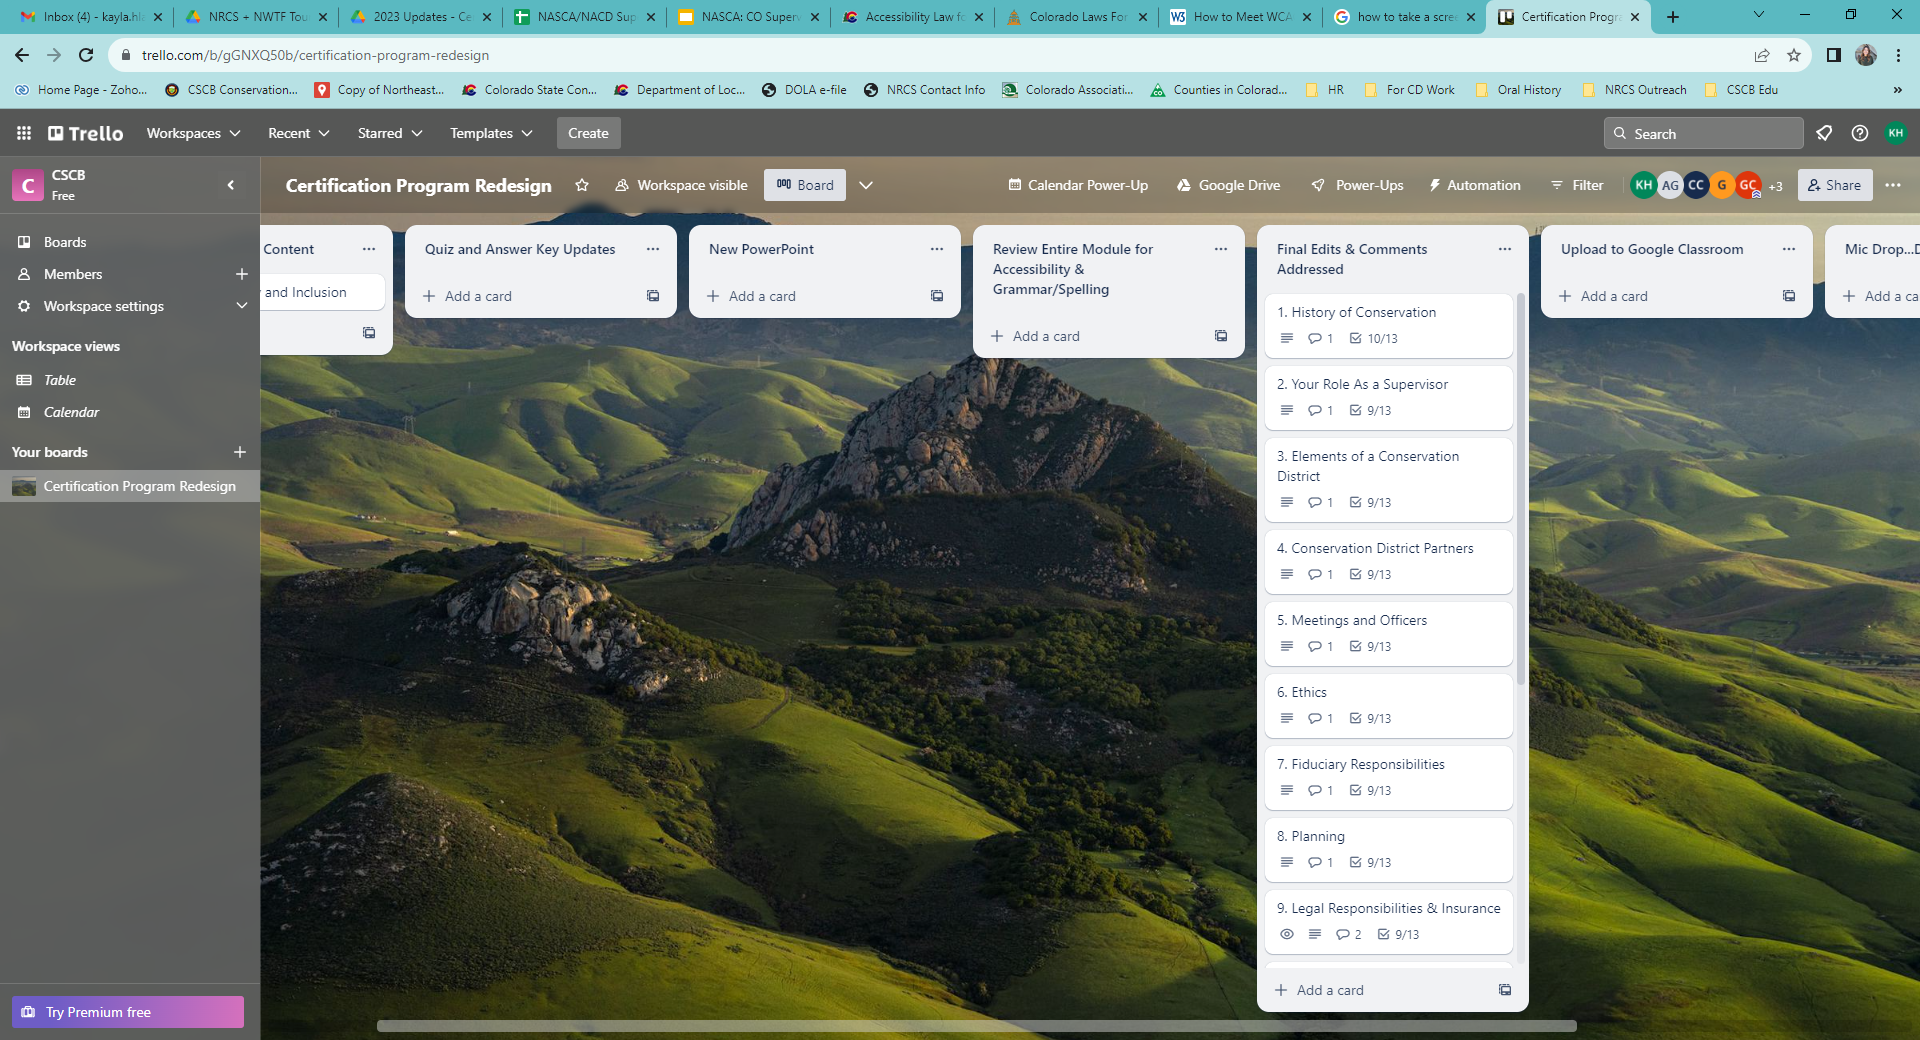 Inbox (4) - kayla.hl
NRCS + NWTF Tou
2023 Updates - Ce
NASCA/NACD Sup
NASCA: CO Superv
Accessibility Law fo
Colorado Laws For
How to Meet WCA
how to take a scree
Certification Progra
trello.com/b/gGNXQ50b/certification-program-redesign
Home Page - Zoho...
CSCB Conservation...
Copy of Northeast...
Colorado State Con...
Department of Loc...
DOLA e-file
NRCS Contact Info
Colorado Associati...
Counties in Colorad...
HR
For CD Work
Oral History
NRCS Outreach
CSCB Edu
»
Trello
Workspaces
Recent
Starred
Templates
Create
Search
KH
C
CSCB
Free
Certification Program Redesign
Workspace visible
Board
Calendar Power-Up
Google Drive
Power-Ups
Automation
Filter
KH AG CC G GC +3
Share
Boards
Members
Workspace settings
Workspace views
Table
Calendar
Your boards
Certification Program Redesign
Try Premium free
Content
and Inclusion
Quiz and Answer Key Updates
Add a card
New PowerPoint
Add a card
Review Entire Module for
Accessibility &
Grammar/Spelling
Add a card
Final Edits & Comments
Addressed
1. History of Conservation
1 10/13
2. Your Role As a Supervisor
1 9/13
3. Elements of a Conservation
District
1 9/13
4. Conservation District Partners
1 9/13
5. Meetings and Officers
1 9/13
6. Ethics
1 9/13
7. Fiduciary Responsibilities
1 9/13
8. Planning
1 9/13
9. Legal Responsibilities & Insurance
2 9/13
Add a card
Upload to Google Classroom
Add a card
Mic Drop...D
Add a ca